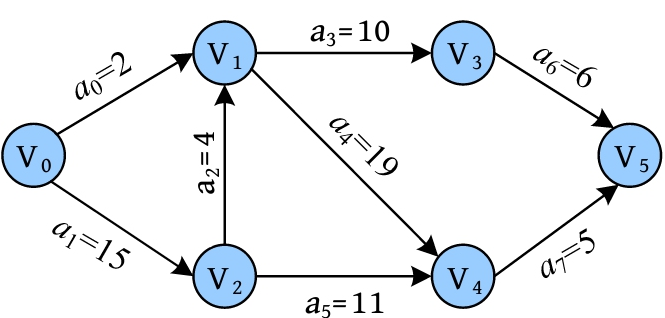 a₃=10
V₁
V₃
a₀=2
a₆=6
a₄=19
a₂=4
V₀
V₅
a₁=15
a₇=5
V₂
V₄
a₅=11